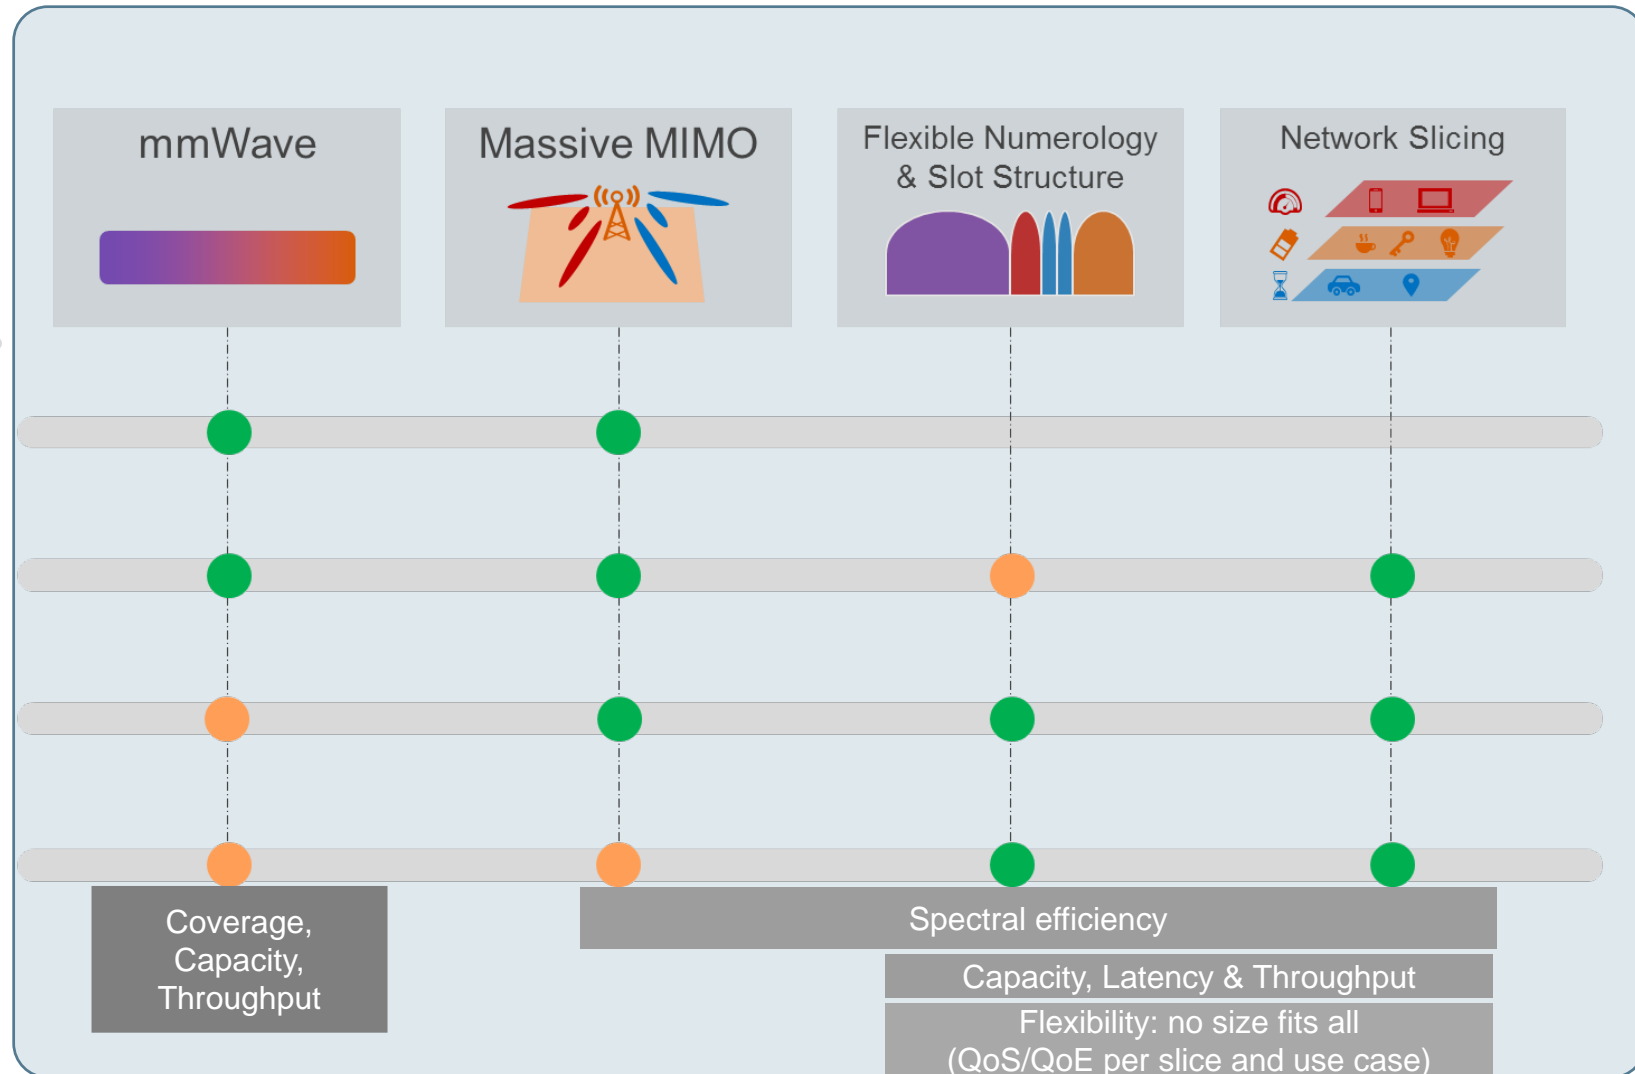 mmWave
Massive MIMO
Flexible Numerology
& Slot Structure
Network Slicing
Coverage,
Capacity,
Throughput
Spectral efficiency
Capacity, Latency & Throughput
Flexibility: no size fits all
(QoS/QoE per slice and use case)